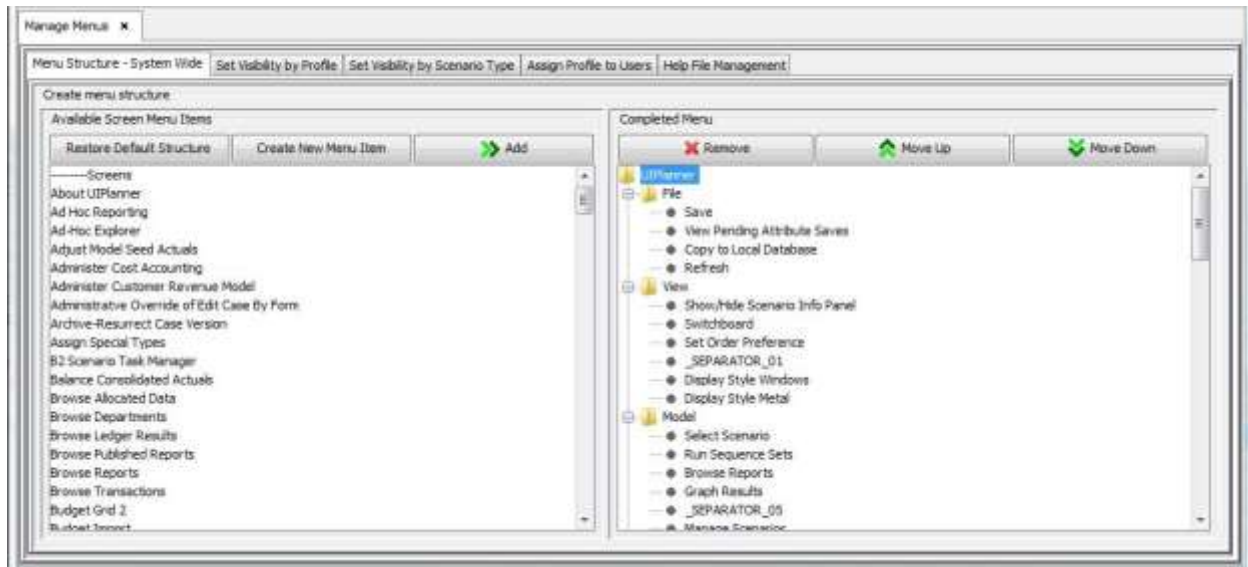 Manage Menus
Menu Structure - System Wide Set Visibility by Profile Set Visibility by Scenario Type Assign Profile to Users Help File Management
Create menu structure
Available Screen Menu Items
Restore Default Structure Create New Menu Item Add
---------Screens
About UIPlanner
Ad Hoc Reporting
Ad-Hoc Explorer
Adjust Model Seed Actuals
Administer Cost Accounting
Administer Customer Revenue Model
Administrative Override of Edit Case By Form
Archive-Resurrect Case Version
Assign Special Types
B2 Scenario Task Manager
Balance Consolidated Actuals
Browse Allocated Data
Browse Departments
Browse Ledger Results
Browse Published Reports
Browse Reports
Browse Transactions
Budget Grid 2
Budget Import
Completed Menu
Remove Move Up Move Down
UIPlanner
File
Save
View Pending Attribute Saves
Copy to Local Database
Refresh
View
Show/Hide Scenario Info Panel
Switchboard
Set Order Preference
_SEPARATOR_01
Display Style Windows
Display Style Metal
Model
Select Scenario
Run Sequence Sets
Browse Reports
Graph Results
_SEPARATOR_05
Manage Scenarios